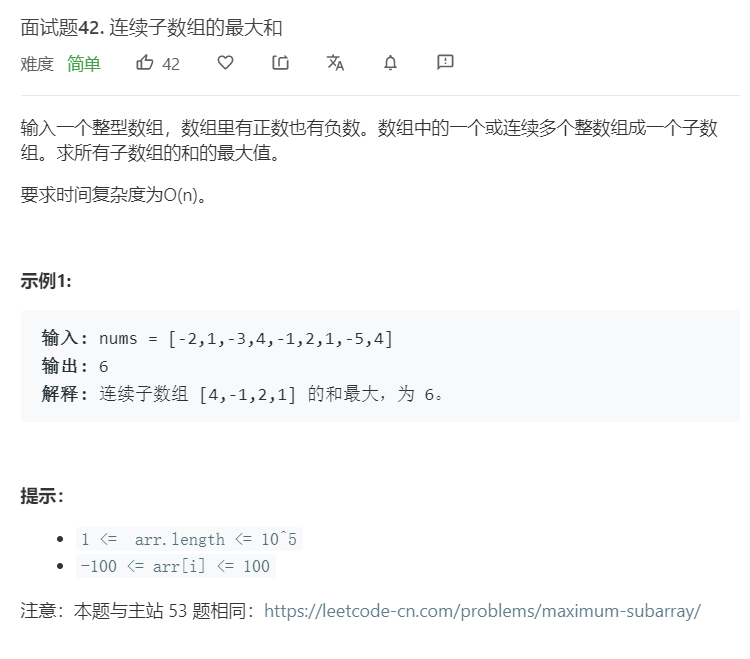 面试题42. 连续子数组的最大和
难度 简单 42
输入一个整型数组，数组里有正数也有负数。数组中的一个或连续多个整数组成一个子数
组。求所有子数组的和的最大值。
要求时间复杂度为O(n)。
示例1:
输入: nums = [-2,1,-3,4,-1,2,1,-5,4]
输出: 6
解释: 连续子数组 [4,-1,2,1] 的和最大，为 6。
提示：
1 <= arr.length <= 10^5
-100 <= arr[i] <= 100
注意：本题与主站 53 题相同：https://leetcode-cn.com/problems/maximum-subarray/